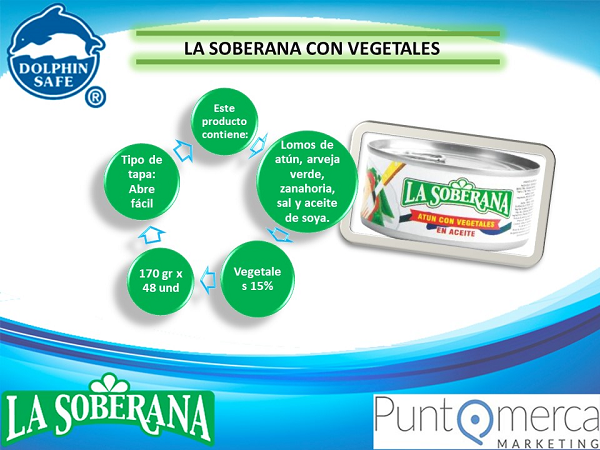 DOLPHIN
SAFE
®
LA SOBERANA CON VEGETALES
Este
producto
contiene:
Lomos de
atún, arveja
verde,
zanahoria,
sal y aceite
de soya.
Vegetale
s 15%
170 gr x
48 und
Tipo de
tapa:
Abre
fácil
LA SOBERANA
ATUN CON VEGETALES
EN ACEITE
LA SOBERANA
Punt merca
MARKETING